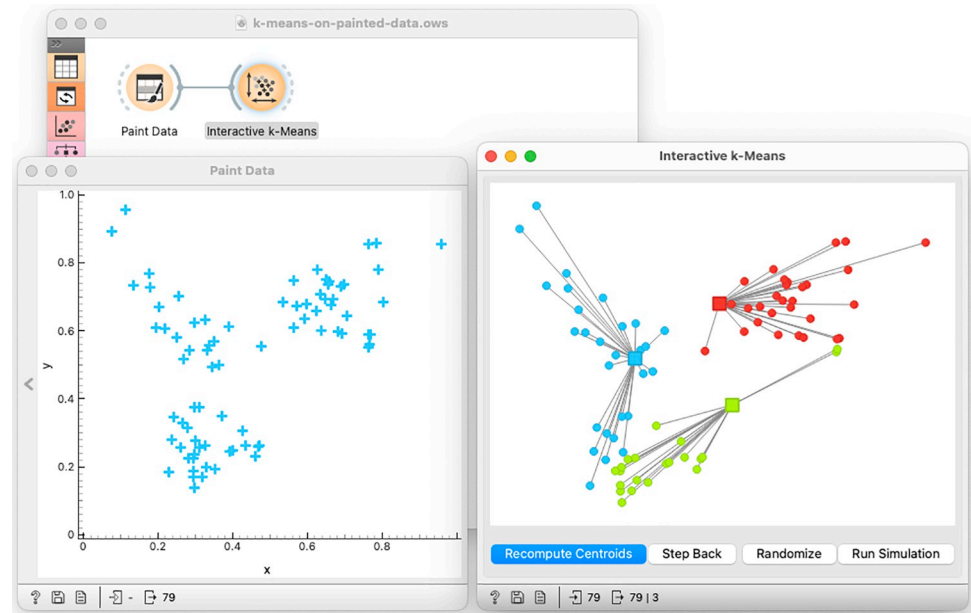 k-means-on-painted-data.ows
Paint Data
Interactive k-Means
Paint Data
1.0
0.8
0.6
y
0.4
0.2
0
0
0.2
0.4
0.6
0.8
x
? - 79
Interactive k-Means
Recompute Centroids
Step Back
Randomize
Run Simulation
? 79 79 | 3